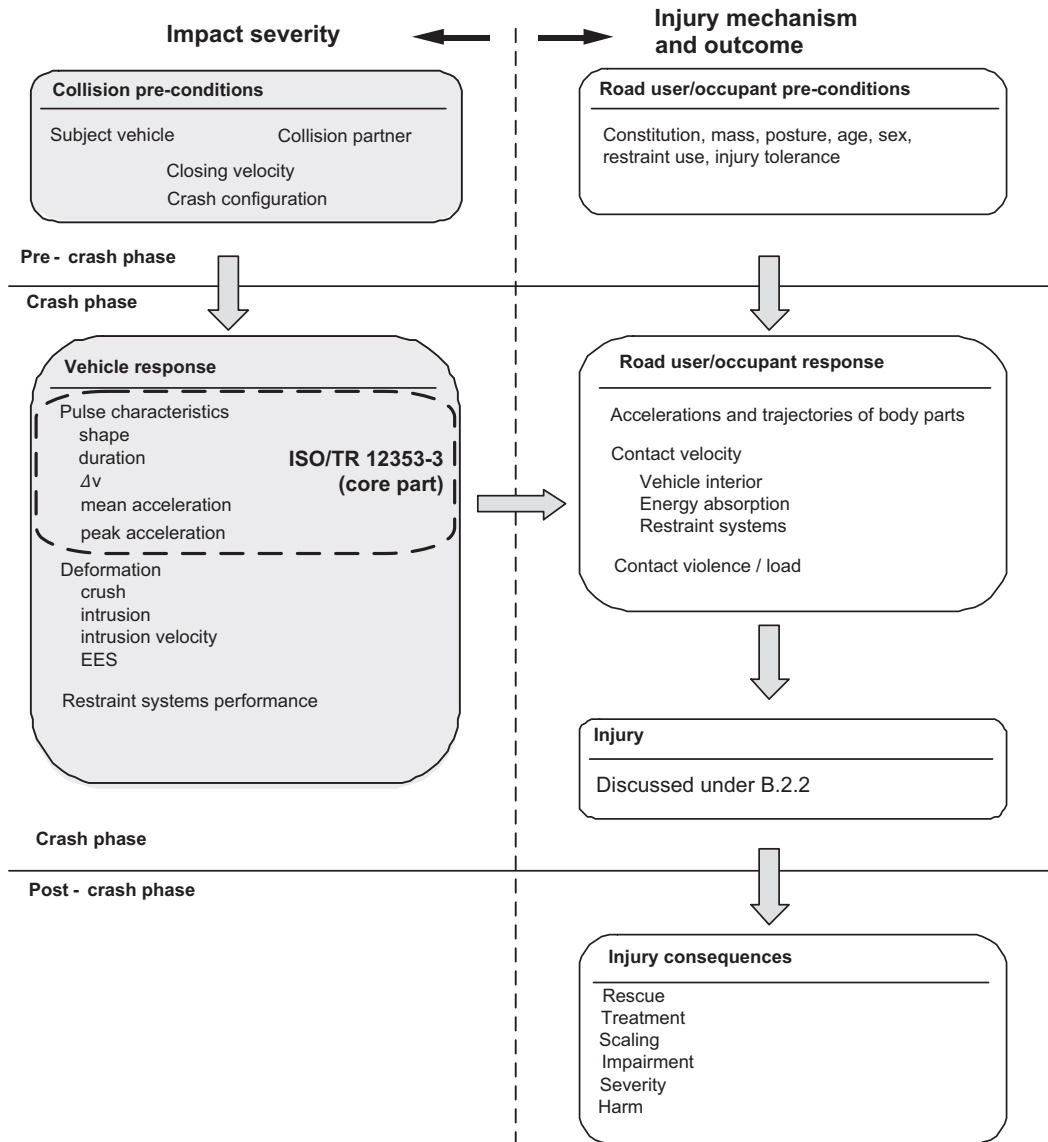 Impact severity
Injury mechanism
and outcome
Collision pre-conditions
Subject vehicle
Collision partner
Closing velocity
Crash configuration
Road user/occupant pre-conditions
Constitution, mass, posture, age, sex,
restraint use, injury tolerance
Pre - crash phase
Crash phase
Vehicle response
Pulse characteristics
shape
duration
Δv
mean acceleration
peak acceleration
ISO/TR 12353-3
(core part)
Deformation
crush
intrusion
intrusion velocity
EES
Restraint systems performance
Road user/occupant response
Accelerations and trajectories of body parts
Contact velocity
Vehicle interior
Energy absorption
Restraint systems
Contact violence / load
Injury
Discussed under B.2.2
Crash phase
Post - crash phase
Injury consequences
Rescue
Treatment
Scaling
Impairment
Severity
Harm